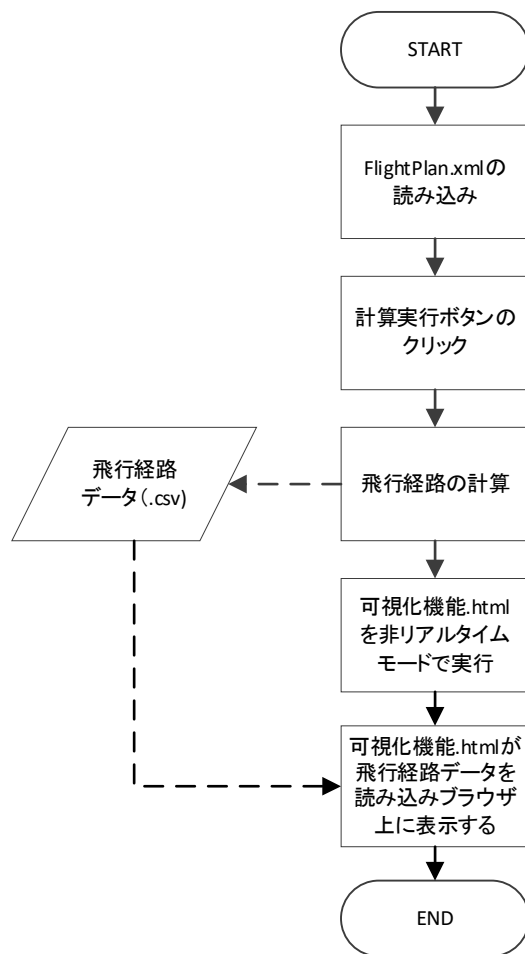 START
FlightPlan.xmlの
読み込み
計算実行ボタンの
クリック
飛行経路の計算
飛行経路
データ(.csv)
可視化機能.html
を非リアルタイム
モードで実行
可視化機能.htmlが
飛行経路データを
読み込みブラウザ
上に表示する
END